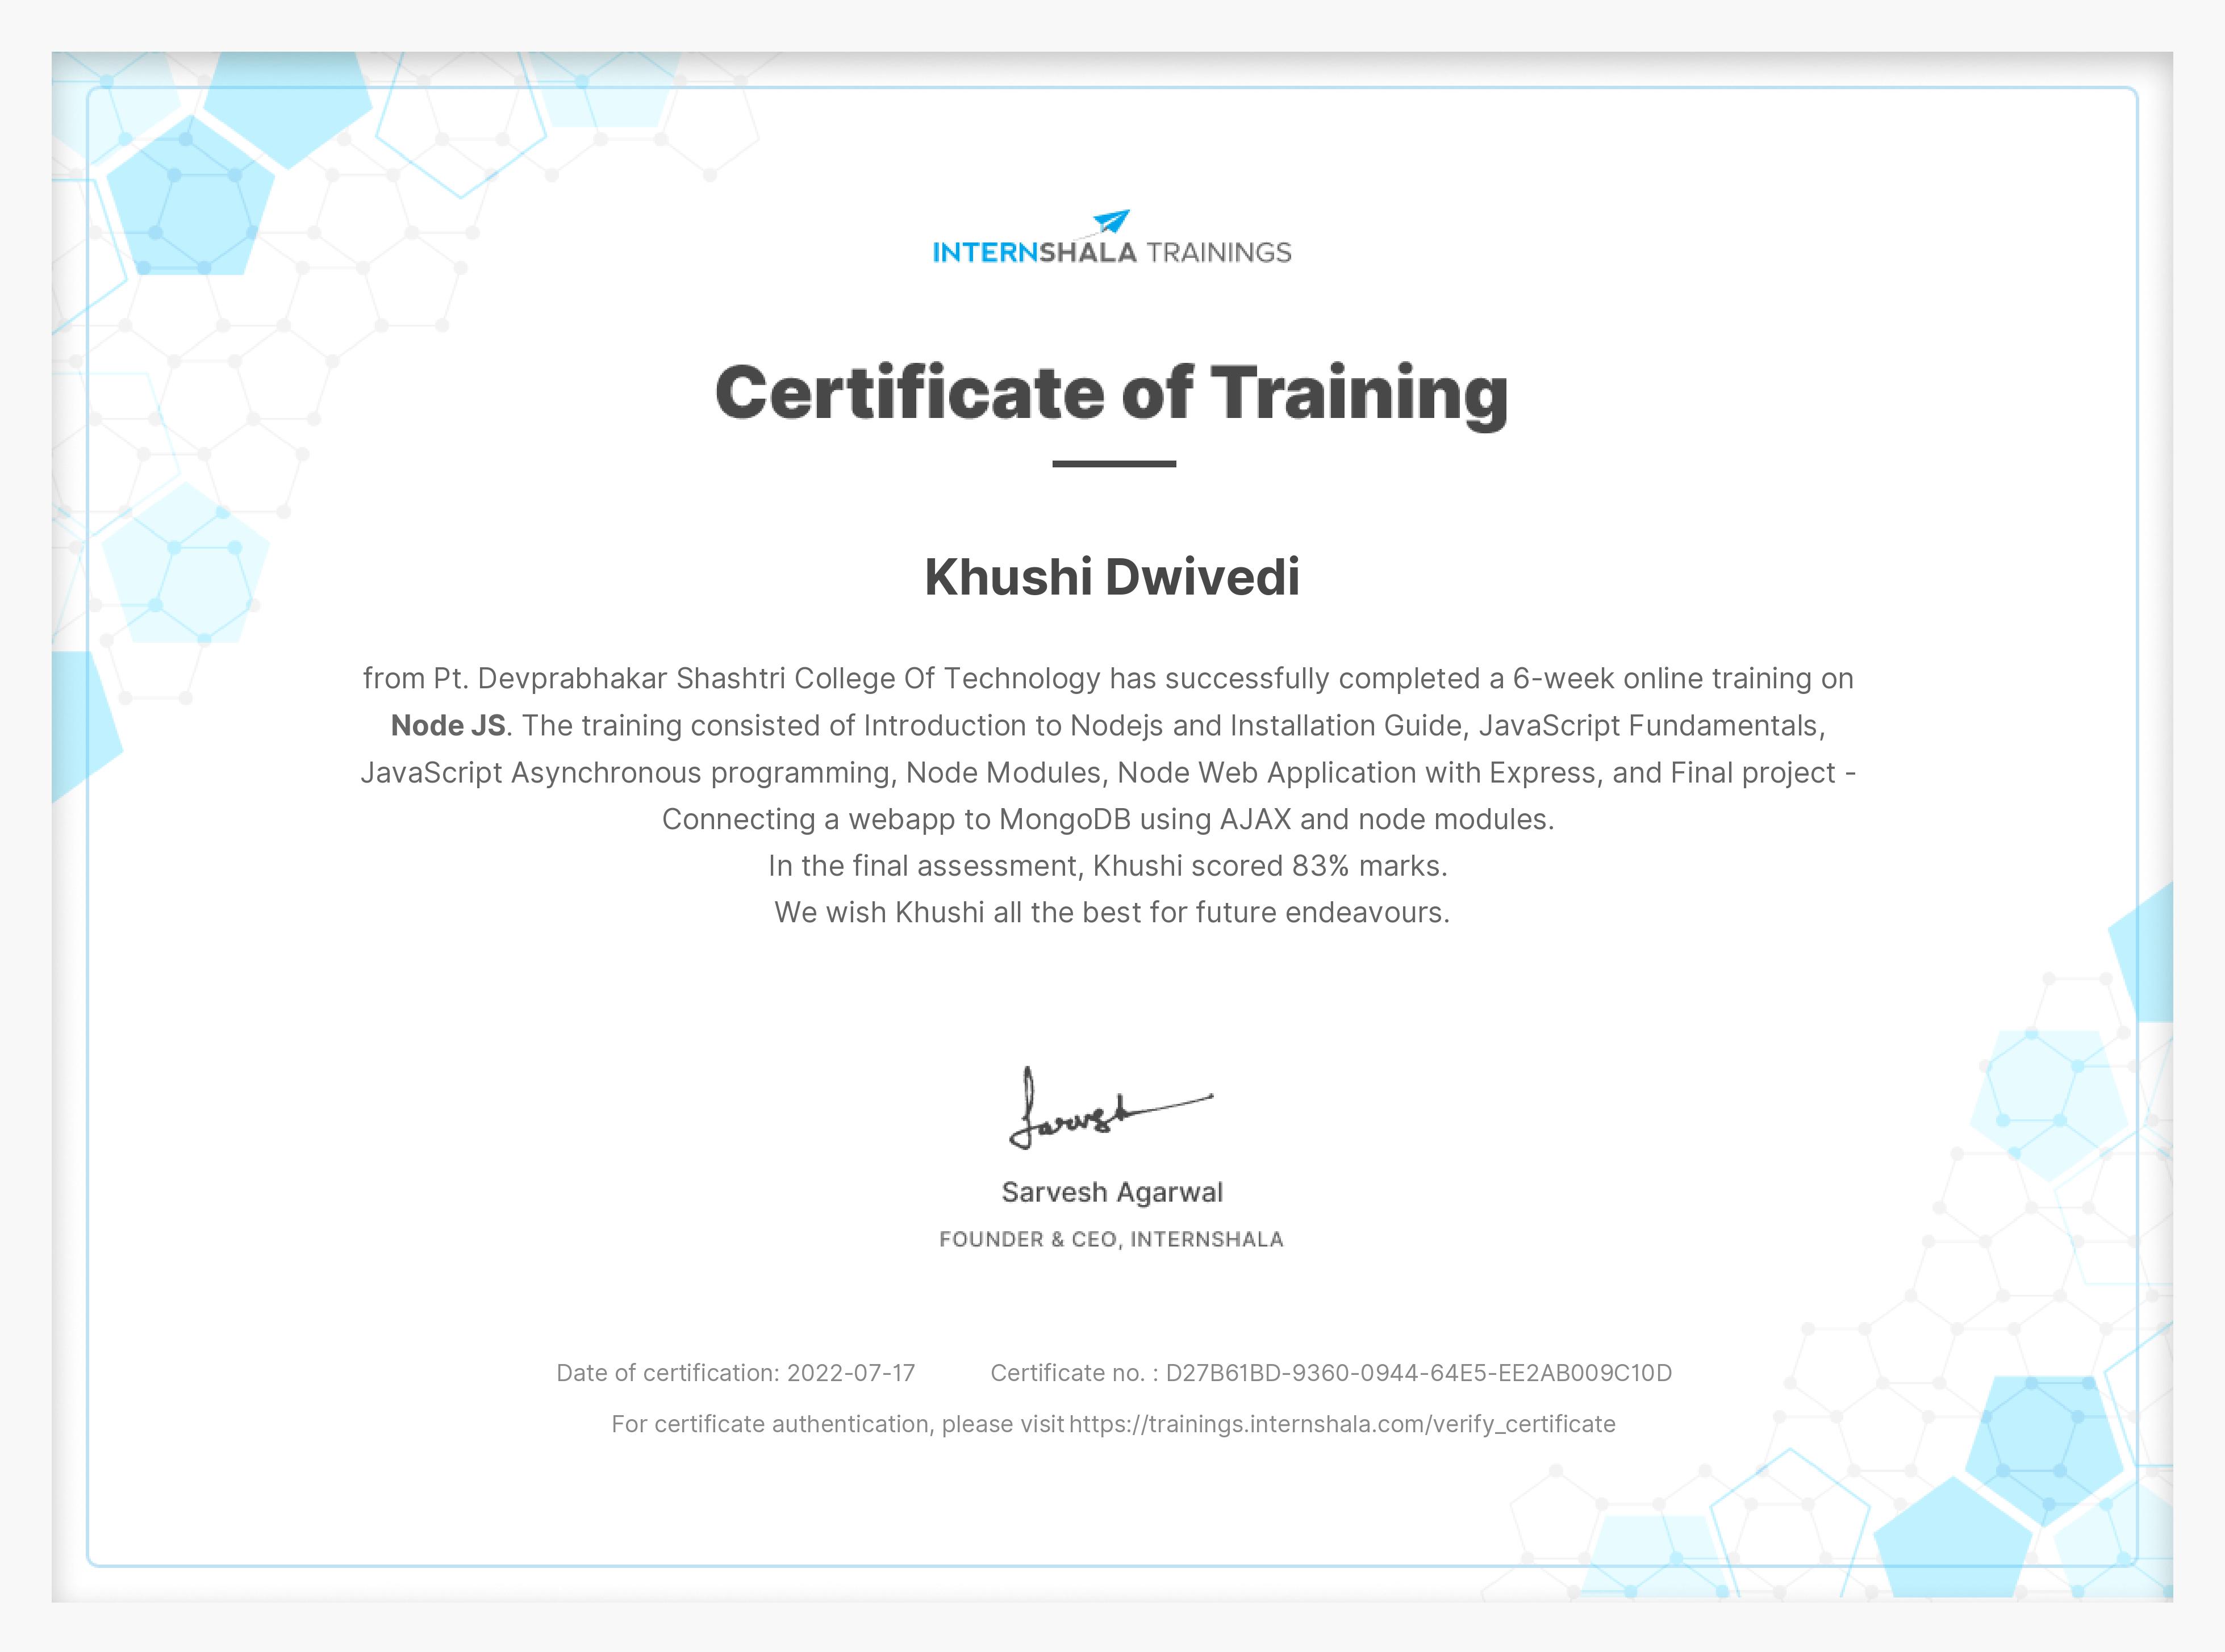 INTERNSHALA TRAININGS
Certificate of Training
Khushi Dwivedi
from Pt. Devprabhakar Shashtri College Of Technology has successfully completed a 6-week online training on
Node JS. The training consisted of Introduction to Nodejs and Installation Guide, JavaScript Fundamentals,
JavaScript Asynchronous programming, Node Modules, Node Web Application with Express, and Final project -
Connecting a webapp to MongoDB using AJAX and node modules.
In the final assessment, Khushi scored 83% marks.
We wish Khushi all the best for future endeavours.
Sarvesh
Sarvesh Agarwal
FOUNDER & CEO, INTERNSHALA
Date of certification: 2022-07-17 Certificate no. : D27B61BD-9360-0944-64E5-EE2AB009C10D
For certificate authentication, please visit https://trainings.internshala.com/verify_certificate